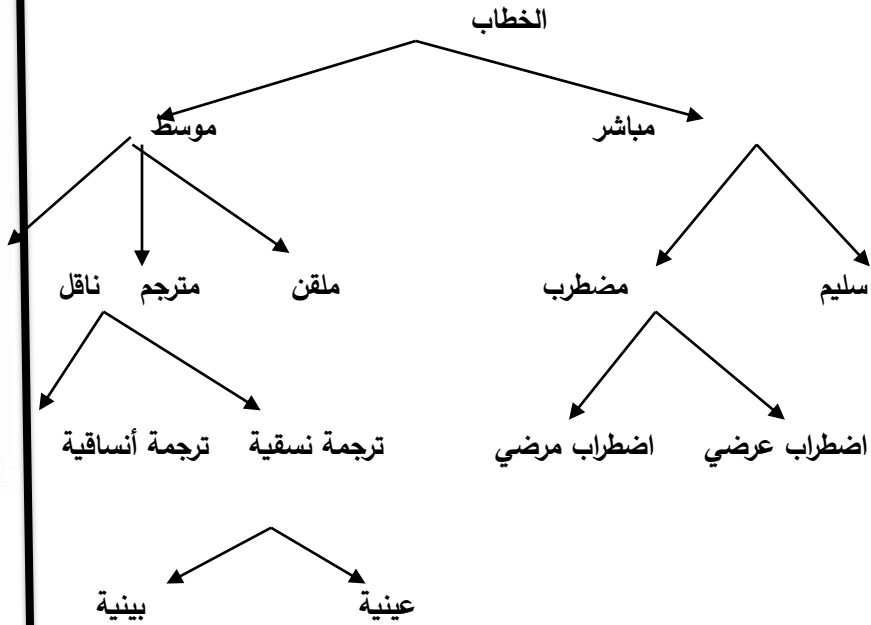 الخطاب
مباشر موسط
سليم مضطرب ملقن مترجم ناقل
اضطراب عرضي اضطراب مرضي ترجمة نسقية ترجمة أنساقية
عينية بينية